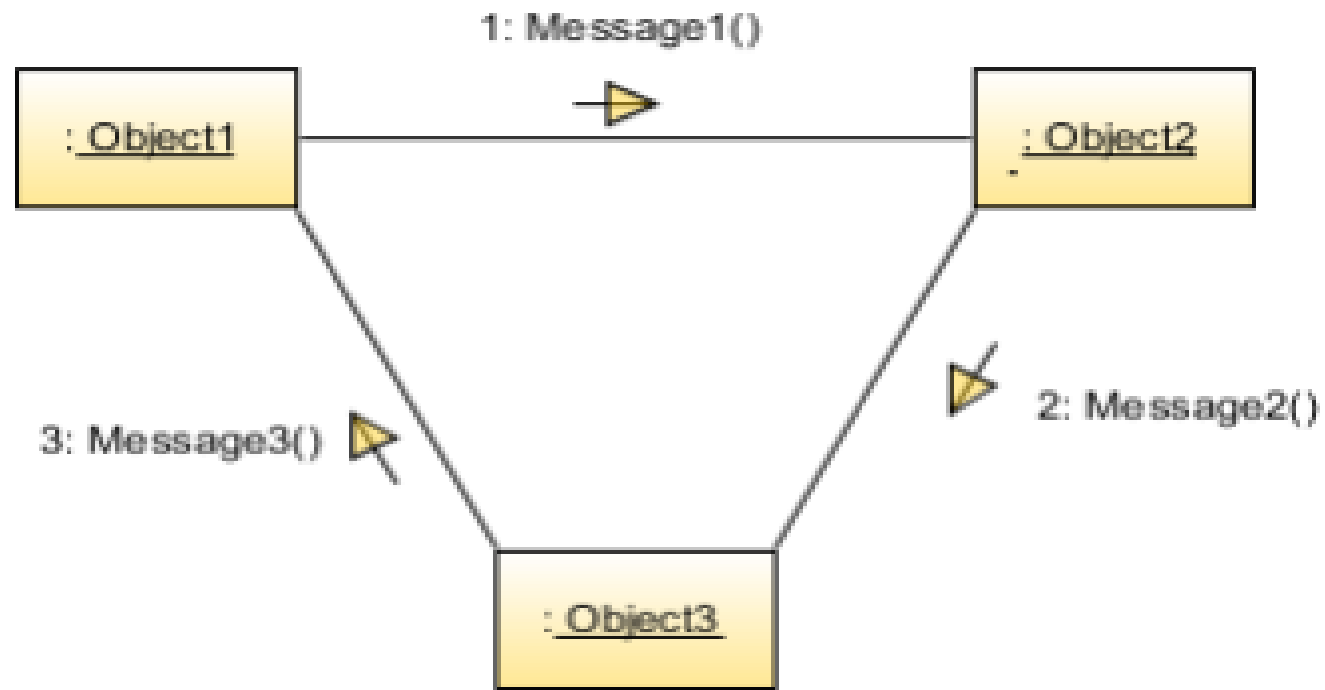 1: Message1()
: Object1
: Object2
3: Message3()
2: Message2()
: Object3